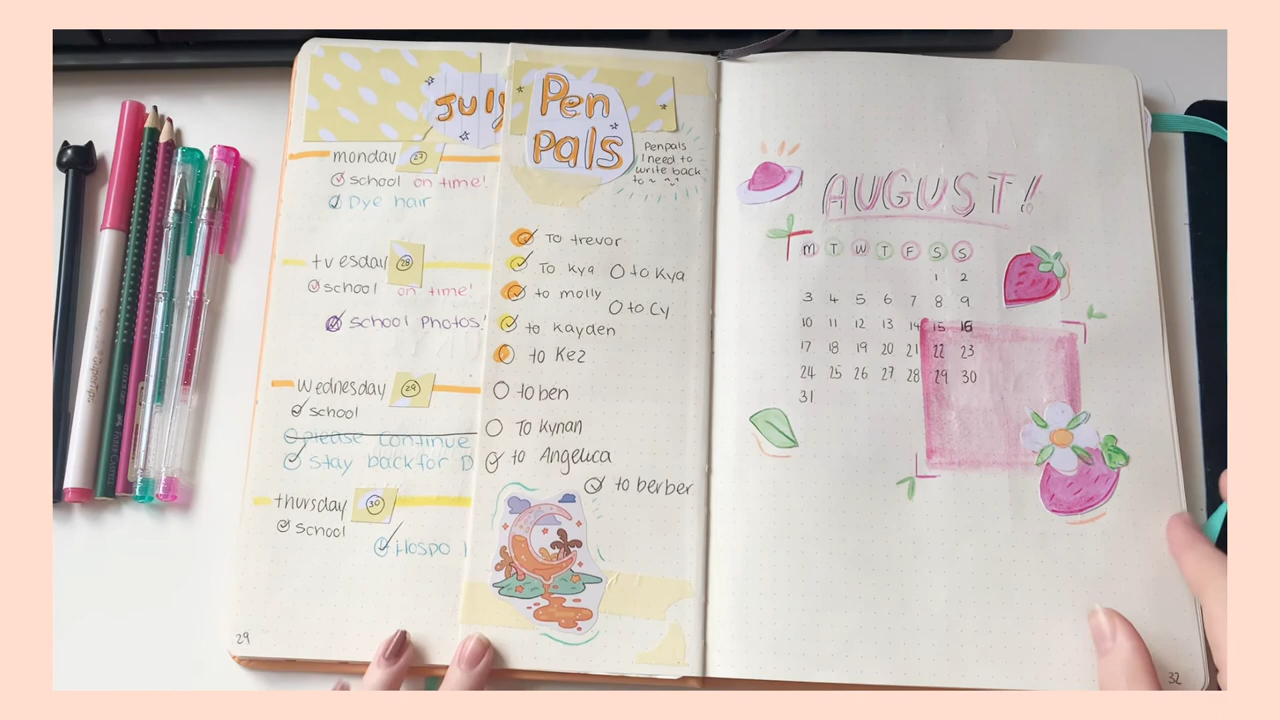 July
monday 27
school on time!
Dye hair
tuesday 28
school on time!
School Photos
wednesday 29
school
please continue
stay back for D
thursday 30
School
Hospo
29
Pen
Pals
Penpals
I need to
write back
to ~
To trevor
To Kya
to Kya
to molly
to Cy
to Kayden
to Kez
to ben
To Kynan
to Angelica
to berber
AUGUST!
M T W T F S S
1 2
3 4 5 6 7 8 9
10 11 12 13 14 15 16
17 18 19 20 21 22 23
24 25 26 27 28 29 30
31
32